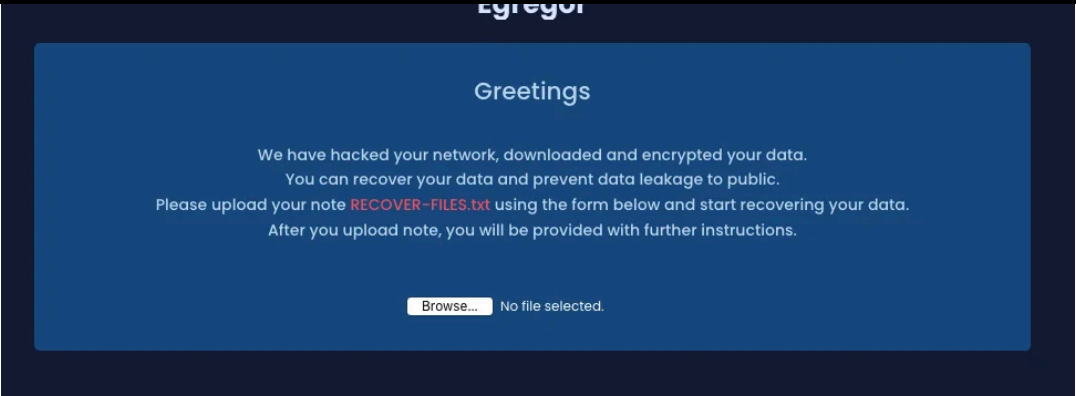 Egregor
Greetings
We have hacked your network, downloaded and encrypted your data.
You can recover your data and prevent data leakage to public.
Please upload your note RECOVER-FILES.txt using the form below and start recovering your data.
After you upload note, you will be provided with further instructions.
Browse... No file selected.